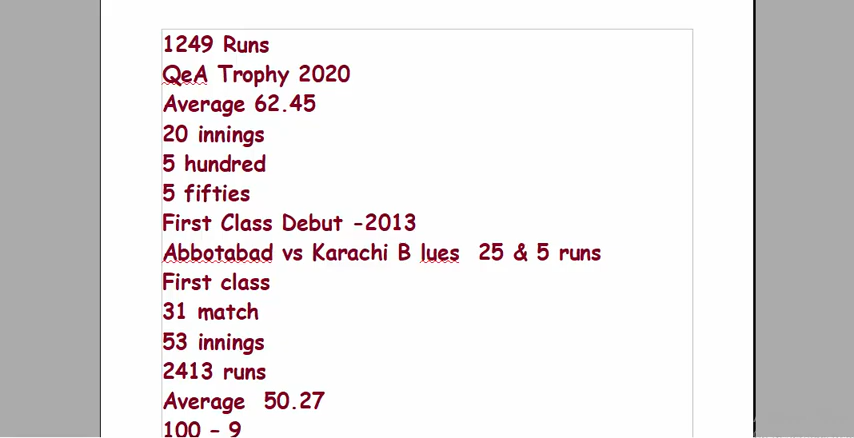 1249 Runs
QeA Trophy 2020
Average 62.45
20 innings
5 hundred
5 fifties
First Class Debut -2013
Abbotabad vs Karachi B lues 25 & 5 runs
First class
31 match
53 innings
2413 runs
Average 50.27
100 - 9